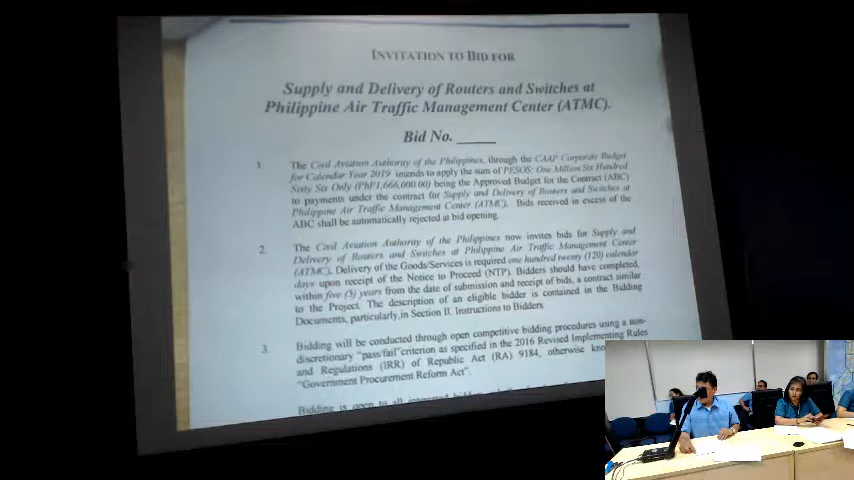 INVITATION TO BID FOR
Supply and Delivery of Routers and Switches at
Philippine Air Traffic Management Center (ATMC).
Bid No. _____
1. The Civil Aviation Authority of the Philippines, through the CAAP Corporate Budget
for Calendar Year 2019 intends to apply the sum of PESOS: One Million Six Hundred
Sixty Six Only (PhP1,666,000.00) being the Approved Budget for the Contract (ABC)
to payments under the contract for Supply and Delivery of Routers and Switches at
Philippine Air Traffic Management Center (ATMC). Bids received in excess of the
ABC shall be automatically rejected at bid opening.
2. The Civil Aviation Authority of the Philippines now invites bids for Supply and
Delivery of Routers and Switches at Philippine Air Traffic Management Center
(ATMC). Delivery of the Goods/Services is required one hundred twenty (120) calendar
days upon receipt of the Notice to Proceed (NTP). Bidders should have completed,
within five (5) years from the date of submission and receipt of bids, a contract similar
to the Project. The description of an eligible bidder is contained in the Bidding
Documents, particularly,in Section II. Instructions to Bidders
3. Bidding will be conducted through open competitive bidding procedures using a non-
discretionary "pass/fail"criterion as specified in the 2016 Revised Implementing Rules
and Regulations (IRR) of Republic Act (RA) 9184, otherwise
"Government Procurement Reform Act".
Bidding is open to all